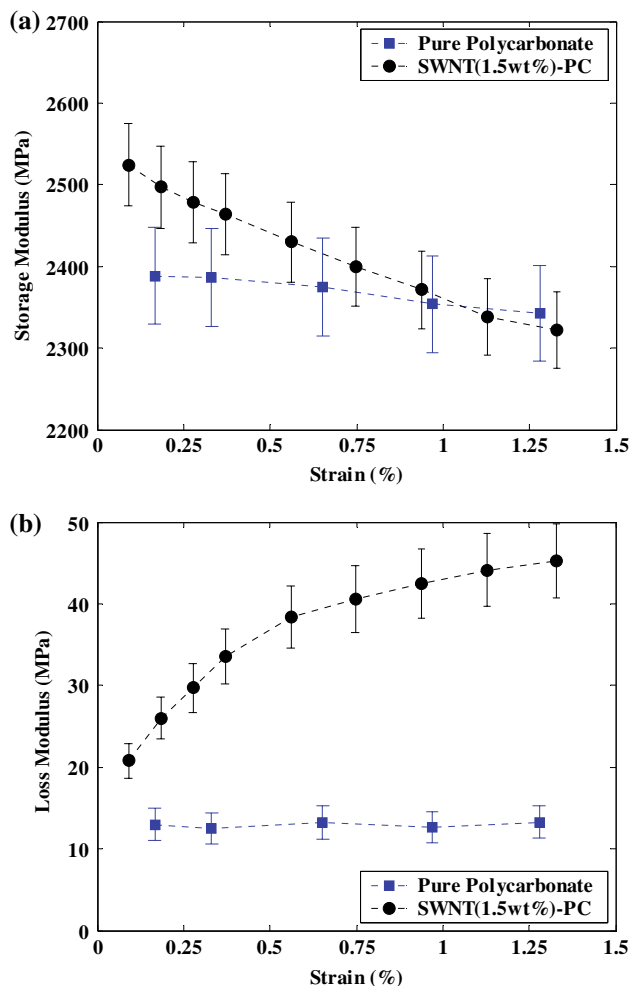 (a)
2700
2600
2500
2400
2300
2200
Storage Modulus (MPa)
Pure Polycarbonate
SWNT(1.5wt%)-PC
0 0.25 0.5 0.75 1 1.25 1.5
Strain (%)
(b)
50
40
30
20
10
0
Loss Modulus (MPa)
Pure Polycarbonate
SWNT(1.5wt%)-PC
0 0.25 0.5 0.75 1 1.25 1.5
Strain (%)